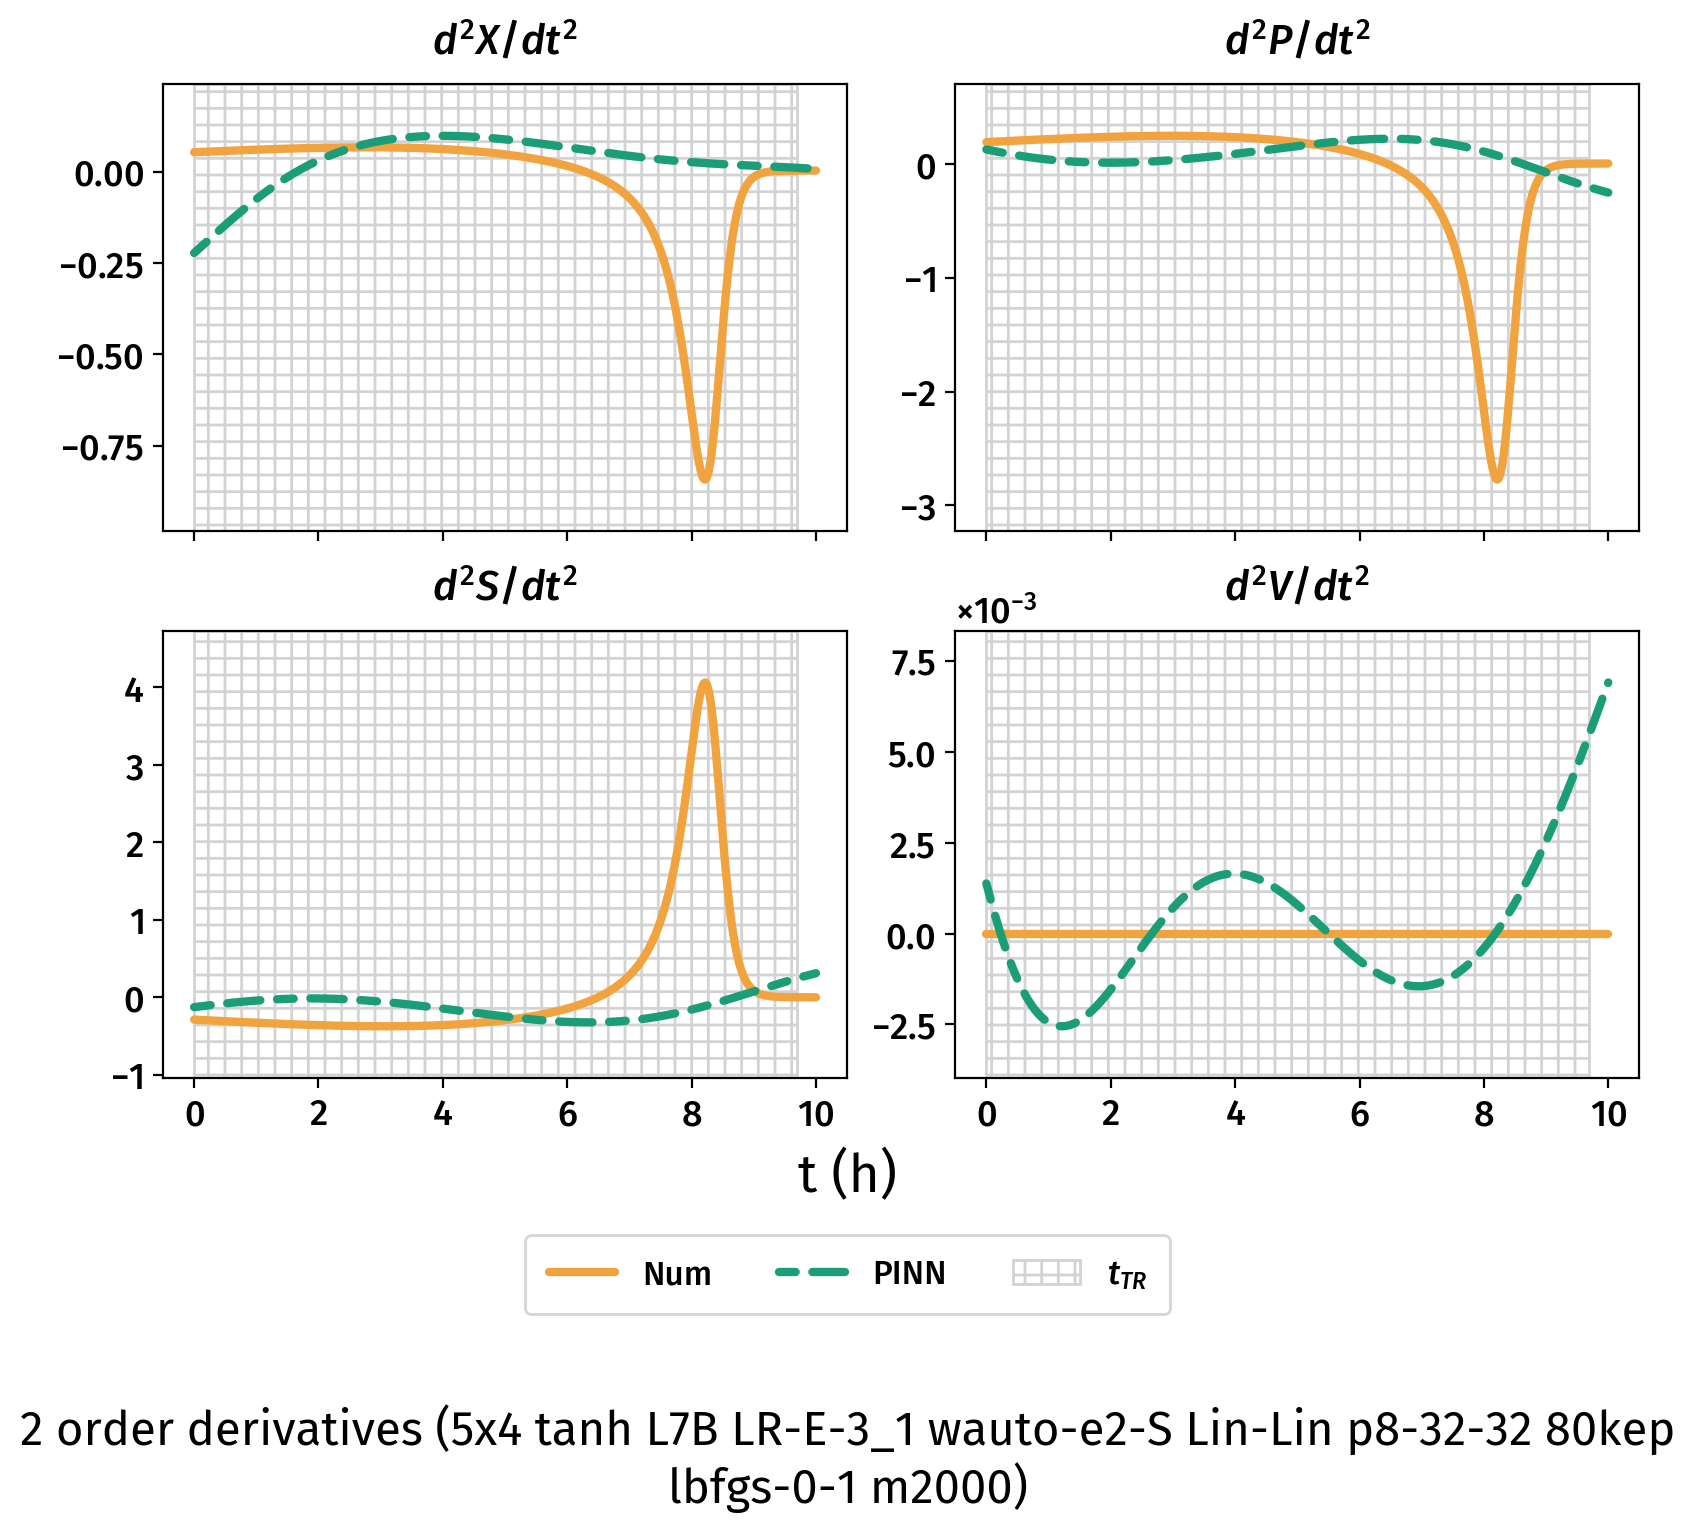 d²X/dt²
0.00
−0.25
−0.50
−0.75
d²P/dt²
0
−1
−2
−3
d²S/dt²
4
3
2
1
0
−1
0 2 4 6 8 10
d²V/dt²
×10⁻³
7.5
5.0
2.5
0.0
−2.5
0 2 4 6 8 10
t (h)
Num PINN t_TR
2 order derivatives (5x4 tanh L7B LR-E-3_1 wauto-e2-S Lin-Lin p8-32-32 80kep
lbfgs-0-1 m2000)